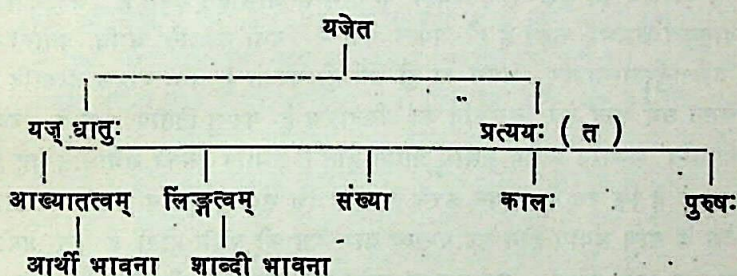 यजेत
यज् धातुः प्रत्ययः ( त )
आख्यातत्वम् लिङ्गत्वम् संख्या कालः पुरुषः
आर्थी भावना शाब्दी भावना